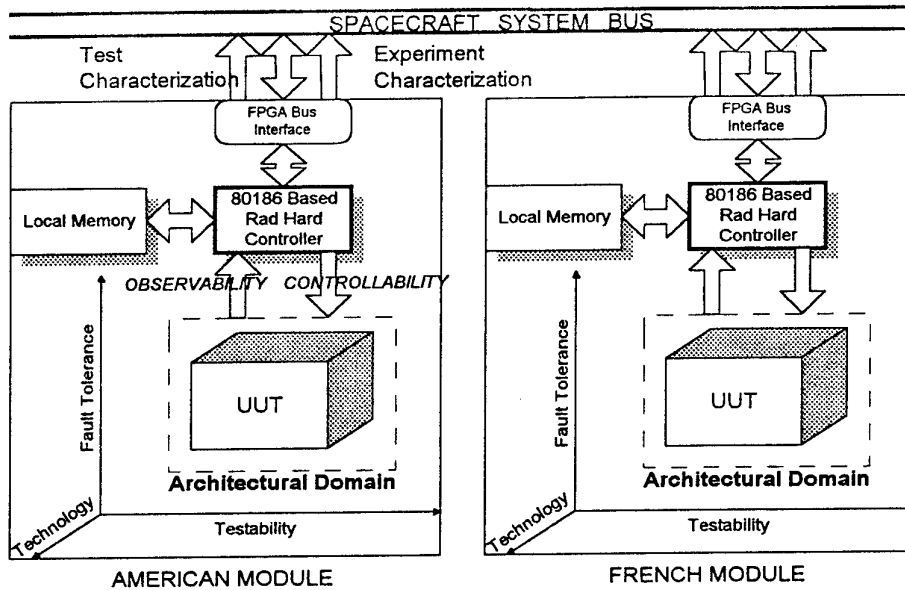 SPACECRAFT SYSTEM BUS
Test
Characterization
Experiment
Characterization
FPGA Bus
Interface
80186 Based
Rad Hard
Controller
Local Memory
OBSERVABILITY CONTROLLABILITY
UUT
Architectural Domain
Fault Tolerance
Technology
Testability
AMERICAN MODULE
FPGA Bus
Interface
80186 Based
Rad Hard
Controller
Local Memory
UUT
Architectural Domain
Fault Tolerance
Technology
Testability
FRENCH MODULE